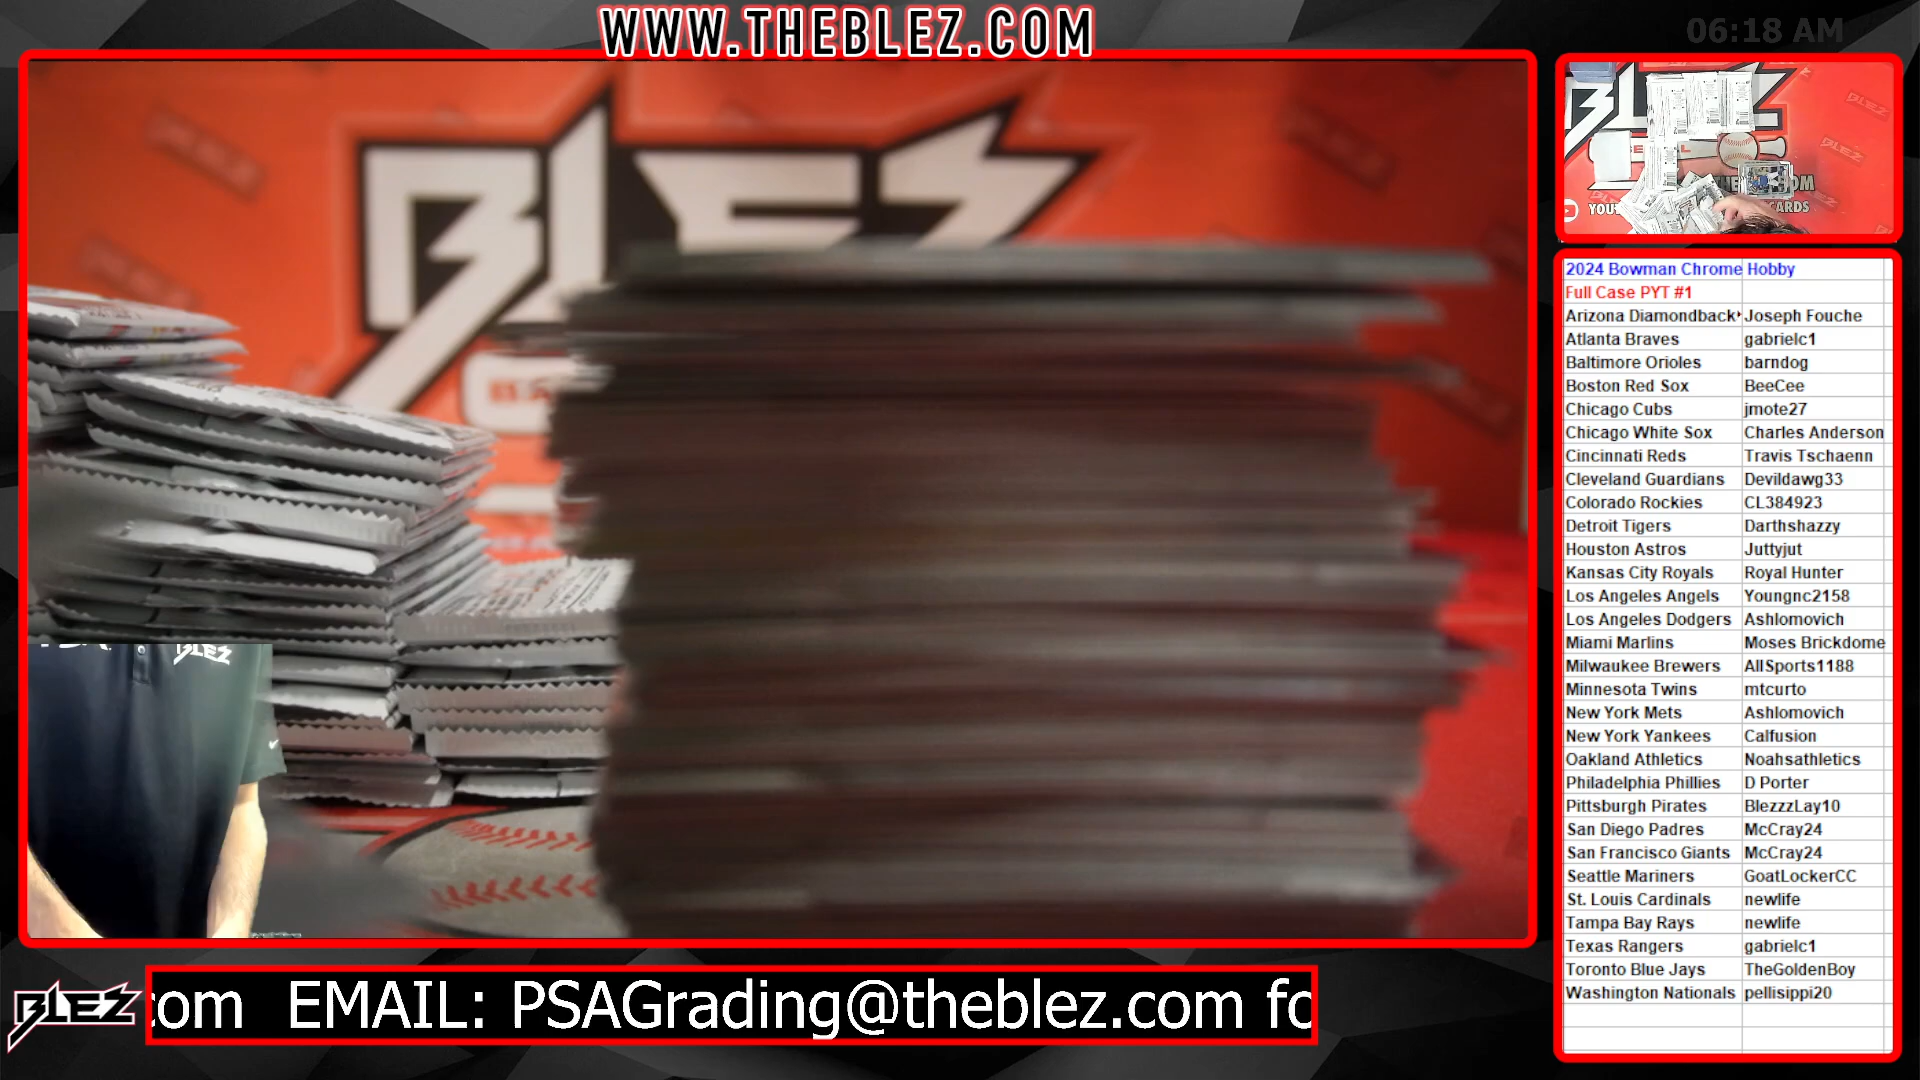 WWW.THEBLEZ.COM
06:18 AM
BLEZ
BLEZ
BLEZ
2024 Bowman Chrome Hobby
Full Case PYT #1
Arizona Diamondback Joseph Fouche
Atlanta Braves gabrielc1
Baltimore Orioles barndog
Boston Red Sox BeeCee
Chicago Cubs jmote27
Chicago White Sox Charles Anderson
Cincinnati Reds Travis Tschaenn
Cleveland Guardians Devildawg33
Colorado Rockies CL384923
Detroit Tigers Darthshazzy
Houston Astros Juttyjut
Kansas City Royals Royal Hunter
Los Angeles Angels Youngnc2158
Los Angeles Dodgers Ashlomovich
Miami Marlins Moses Brickdome
Milwaukee Brewers AllSports1188
Minnesota Twins mtcurto
New York Mets Ashlomovich
New York Yankees Calfusion
Oakland Athletics Noahsathletics
Philadelphia Phillies D Porter
Pittsburgh Pirates BlezzzLay10
San Diego Padres McCray24
San Francisco Giants McCray24
Seattle Mariners GoatLockerCC
St. Louis Cardinals newlife
Tampa Bay Rays newlife
Texas Rangers gabrielc1
Toronto Blue Jays TheGoldenBoy
Washington Nationals pellisippi20
BLEZ
com EMAIL: PSAGrading@theblez.com fo